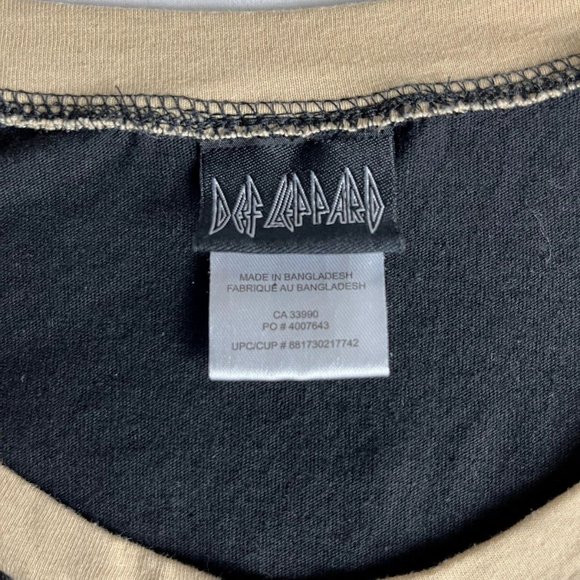 DEF LEPPARD
MADE IN BANGLADESH
FABRIQUÉ AU BANGLADESH
CA 33990
PO # 4007643
UPC/CUP # 881730217742